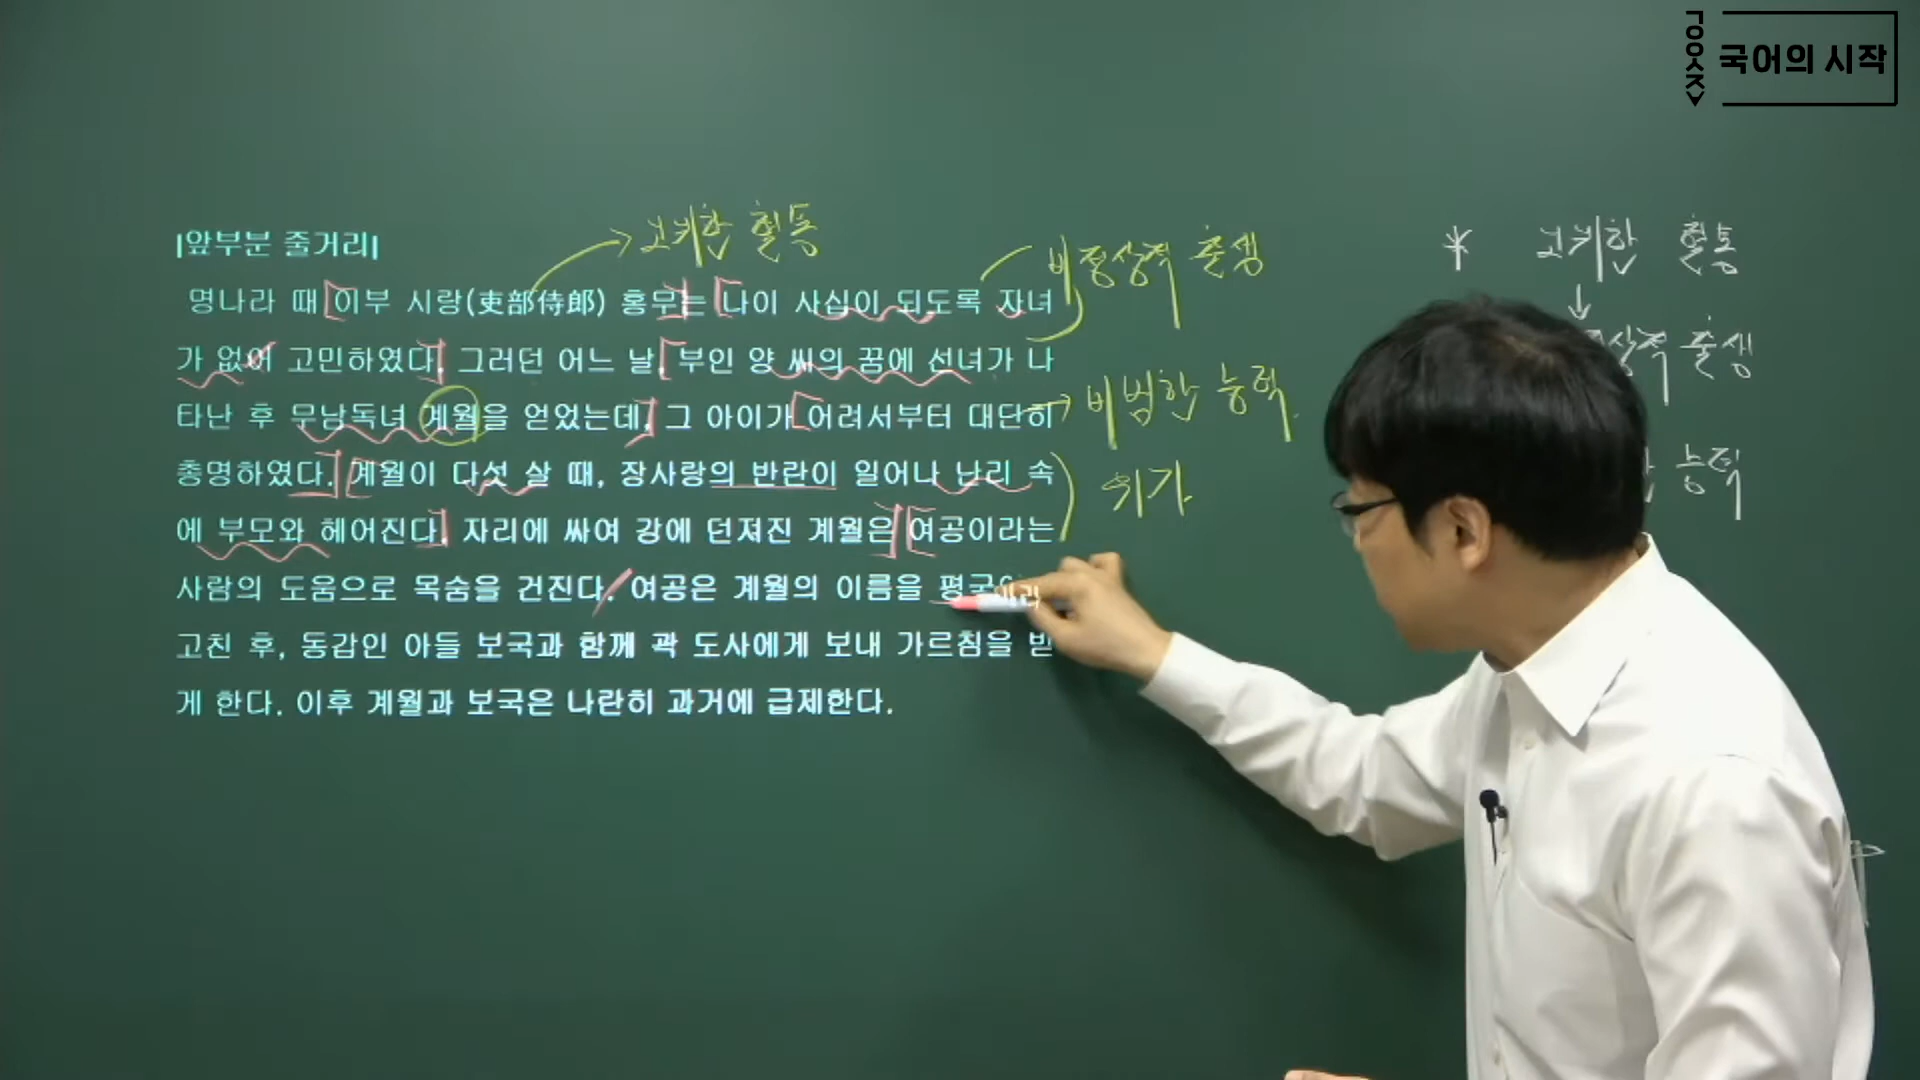 국어의 시작
|앞부분 줄거리|
고귀한 혈통
비정상적 출생
* 고귀한 혈통
명나라 때 이부 시랑(吏部侍郞) 홍무는 나이 사십이 되도록 자녀
가 없어 고민하였다. 그러던 어느 날, 부인 양 씨의 꿈에 선녀가 나
상적 출생
타난 후 무남독녀 계월을 얻었는데, 그 아이가 어려서부터 대단히
비범한 능력
총명하였다. 계월이 다섯 살 때, 장사랑의 반란이 일어나 난리 속
위기
능력
에 부모와 헤어진다. 자리에 싸여 강에 던져진 계월은 여공이라는
사람의 도움으로 목숨을 건진다. 여공은 계월의 이름을
고친 후, 동갑인 아들 보국과 함께 곽 도사에게 보내 가르침을 받
게 한다. 이후 계월과 보국은 나란히 과거에 급제한다.